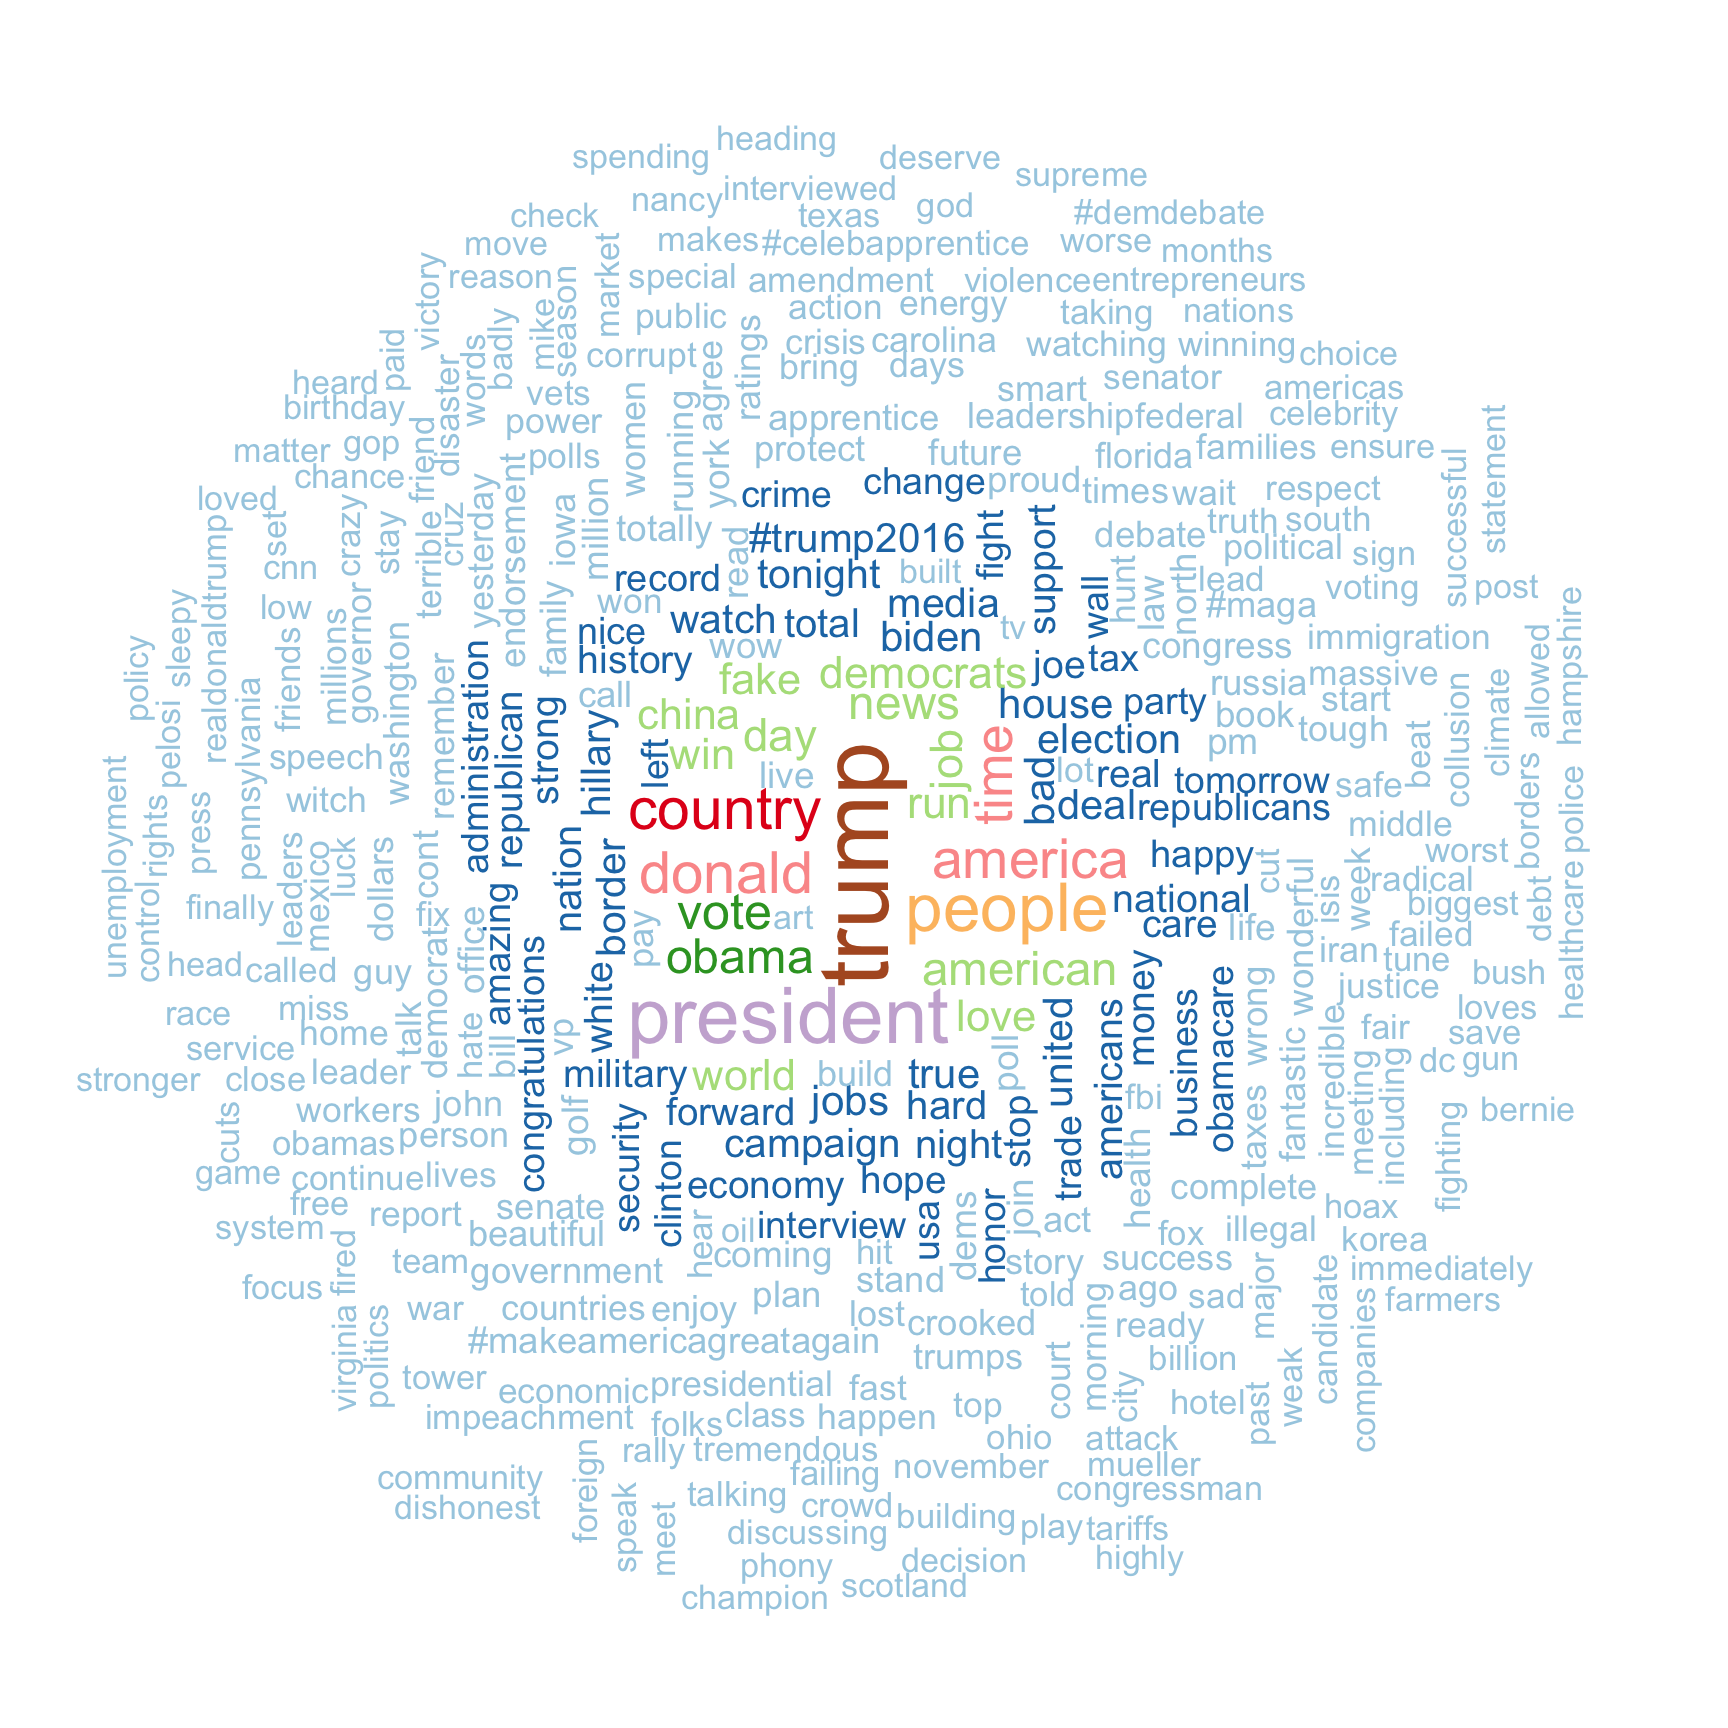 heading
spending
deserve
supreme
nancy
interviewed
check
texas
god
#demdebate
move
makes
#celebapprentice
worse
months
victory
reason
season
market
special
amendment
violence
entrepreneurs
mike
badly
public
action
energy
taking
nations
paid
words
corrupt
agree
ratings
crisis
carolina
watching
winning
choice
bring
days
heard
disaster
vets
smart
senator
americas
birthday
friend
power
women
running
apprentice
leadership
federal
celebrity
matter
gop
polls
york
protect
future
florida
families
ensure
statement
chance
endorsement
crime
change
proud
times
wait
respect
successful
loved
cset
crazy
stay
terrible
cruz
yesterday
iowa
million
totally
read
#trump2016
fight
support
debate
truth
south
political
sign
cnn
record
tonight
built
wall
hunt
law
north
lead
voting
post
realdonaldtrump
low
won
watch
total
media
#maga
sleepy
millions
governor
family
nice
wow
biden
tv
congress
immigration
hampshire
policy
friends
washington
remember
administration
history
fake
democrats
joe
tax
russia
massive
allowed
pelosi
pennsylvania
republican
strong
call
china
news
house
party
book
start
climate
collusion
speech
hillary
left
win
day
job
time
election
pm
tough
beat
unemployment
rights
press
witch
live
trump
run
bad
lot
real
tomorrow
safe
borders
police
country
deal
republicans
middle
control
leaders
mexico
luck
dollars
cont
nation
border
donald
america
happy
cut
week
worst
finally
fix
amazing
pay
vote
art
people
national
isis
radical
biggest
debt
healthcare
head
called
guy
democratic
office
congratulations
white
obama
american
care
life
wonderful
iran
failed
tune
bush
race
miss
home
talk
hate
bill
vp
president
love
money
business
obamacare
wrong
justice
loves
service
poll
united
americans
fair
save
stronger
close
leader
military
world
build
true
fantastic
incredible
meeting
including
dc
gun
workers
john
golf
forward
jobs
hard
stop
trade
fbi
taxes
bernie
cuts
obamas
person
security
clinton
campaign
night
health
fighting
game
continue
lives
economy
hope
complete
free
report
senate
honor
join
act
hoax
system
beautiful
hear
oil
interview
usa
dems
fox
illegal
korea
fired
team
government
coming
hit
story
success
immediately
focus
stand
told
ago
sad
major
candidate
farmers
virginia
politics
war
countries
enjoy
plan
lost
crooked
morning
ready
companies
#makeamericagreatagain
trumps
court
billion
weak
tower
economic
presidential
fast
city
hotel
past
impeachment
folks
class
happen
top
foreign
rally
tremendous
ohio
attack
community
failing
november
mueller
dishonest
speak
meet
talking
crowd
congressman
discussing
building
play
tariffs
phony
decision
highly
champion
scotland